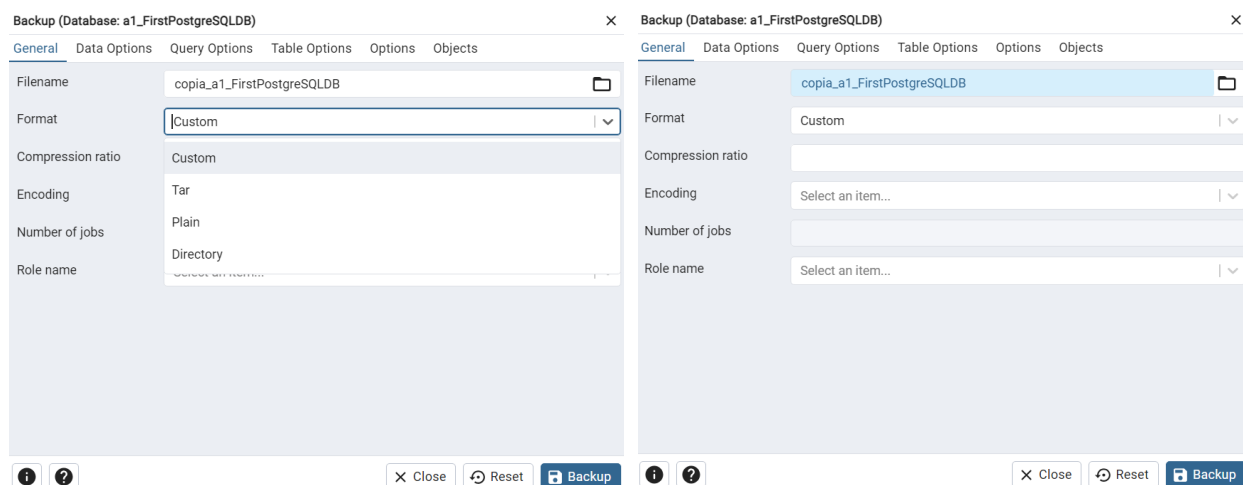 Backup (Database: a1_FirstPostgreSQLDB)
General Data Options Query Options Table Options Options Objects
Filename copia_a1_FirstPostgreSQLDB
Format Custom
Compression ratio
Custom
Encoding
Tar
Plain
Number of jobs
Directory
Role name Select an item...
Close Reset Backup
Backup (Database: a1_FirstPostgreSQLDB)
General Data Options Query Options Table Options Options Objects
Filename copia_a1_FirstPostgreSQLDB
Format Custom
Compression ratio
Encoding Select an item...
Number of jobs
Role name Select an item...
Close Reset Backup